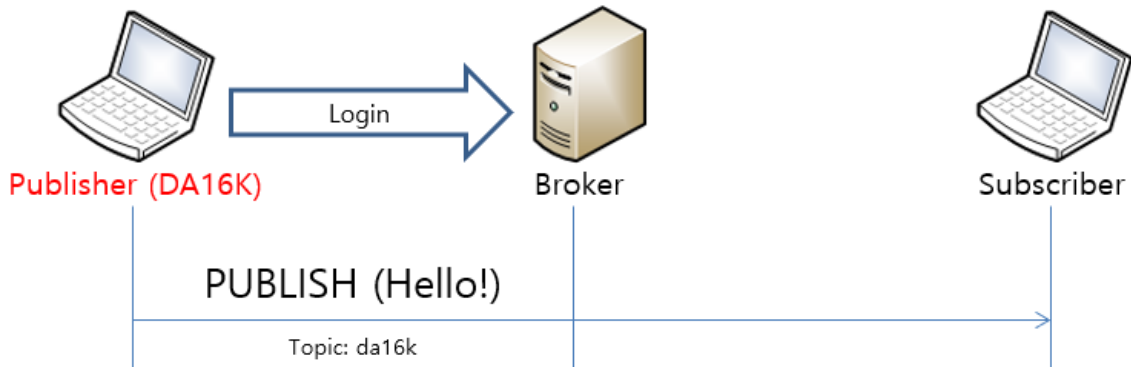 Login
Publisher (DA16K)
Broker
Subscriber
PUBLISH (Hello!)
Topic: da16k